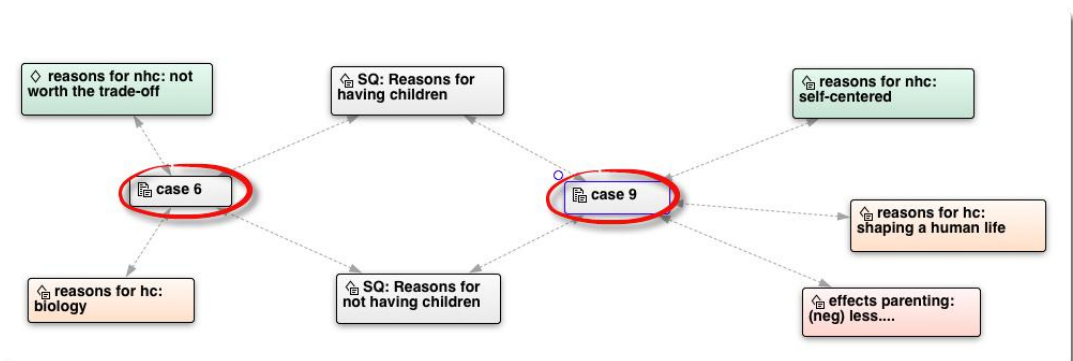 reasons for nhc: not
worth the trade-off
SQ: Reasons for
having children
reasons for nhc:
self-centered
case 6
case 9
reasons for hc:
shaping a human life
reasons for hc:
biology
SQ: Reasons for
not having children
effects parenting:
(neg) less....